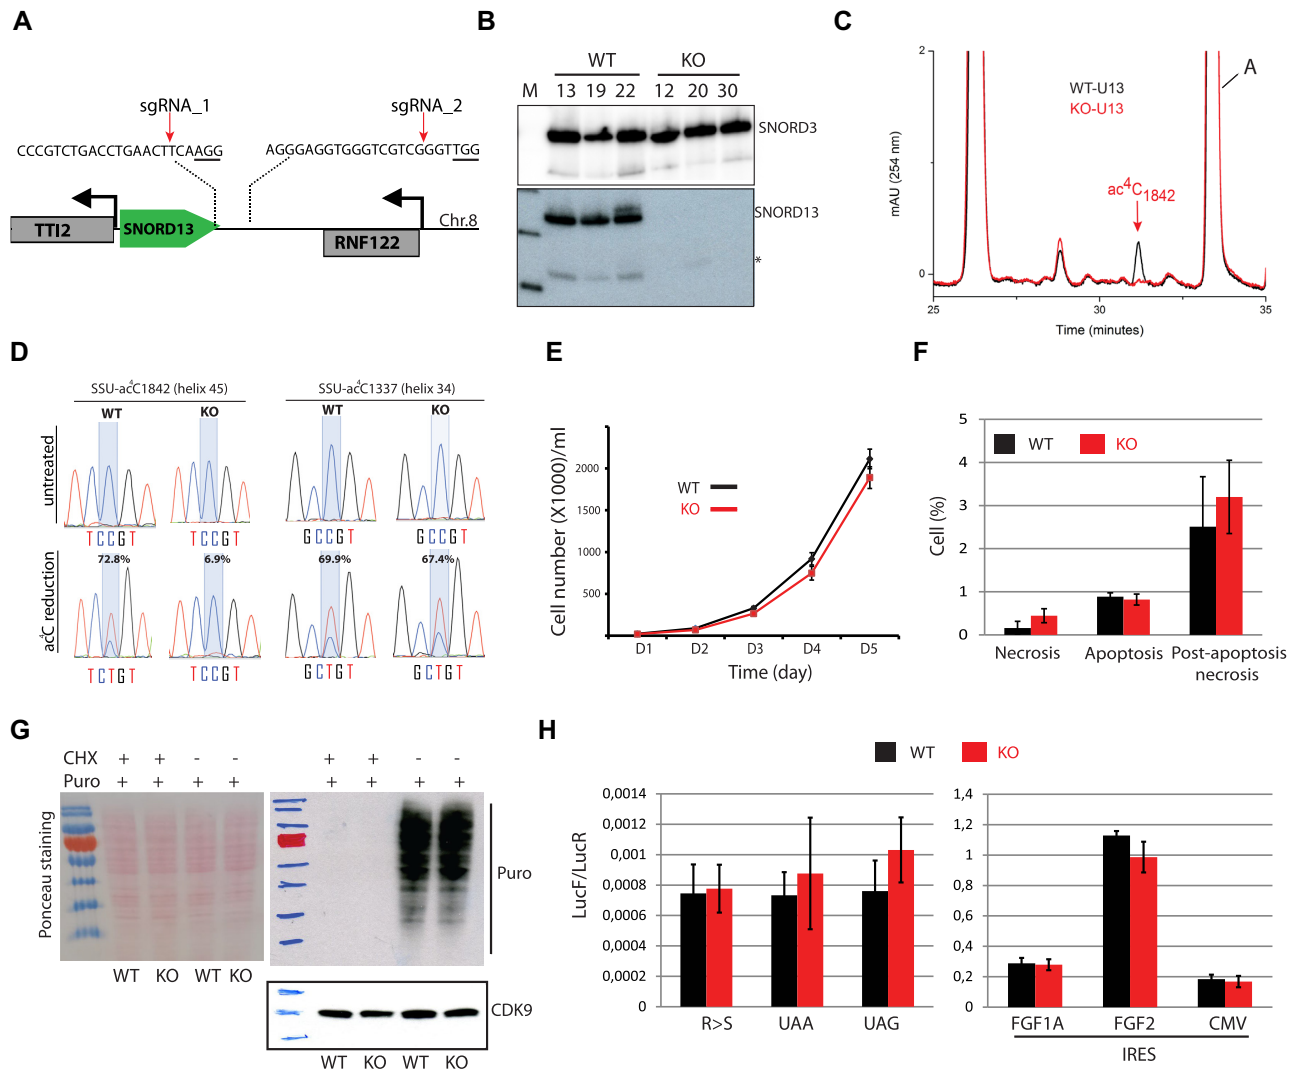 A
sgRNA_1
sgRNA_2
CCCGTCTGACCTGAACTTCAAGG
AGGGAGGTGGGTCGTCGGGTTGG
TTI2
SNORD13
RNF122
Chr.8
B
WT
KO
M
13
19
22
12
20
30
SNORD3
SNORD13
*
C
2
0
mAU (254 nm)
WT-U13
KO-U13
ac4C1842
A
25
30
35
Time (minutes)
D
SSU-ac4C1842 (helix 45)
SSU-ac4C1337 (helix 34)
WT
KO
WT
KO
untreated
TCCGT
TCCGT
GCCGT
GCCGT
ac4C reduction
72.8%
6.9%
69.9%
67.4%
TCTGT
TCCGT
GCTGT
GCTGT
E
Cell number (X1000)/ml
2000
1500
1000
500
WT
KO
D1
D2
D3
D4
D5
Time (day)
F
Cell (%)
5
4
3
2
1
0
WT
KO
Necrosis
Apoptosis
Post-apoptosis
necrosis
G
CHX
+
+
-
-
+
+
-
-
Puro
+
+
+
+
+
+
+
+
Ponceau staining
Puro
WT
KO
WT
KO
CDK9
WT
KO
WT
KO
H
WT
KO
LucF/LucR
0,0014
0,0012
0,001
0,0008
0,0006
0,0004
0,0002
0
R>S
UAA
UAG
1,4
1,2
1
0,8
0,6
0,4
0,2
0
FGF1A
FGF2
CMV
IRES